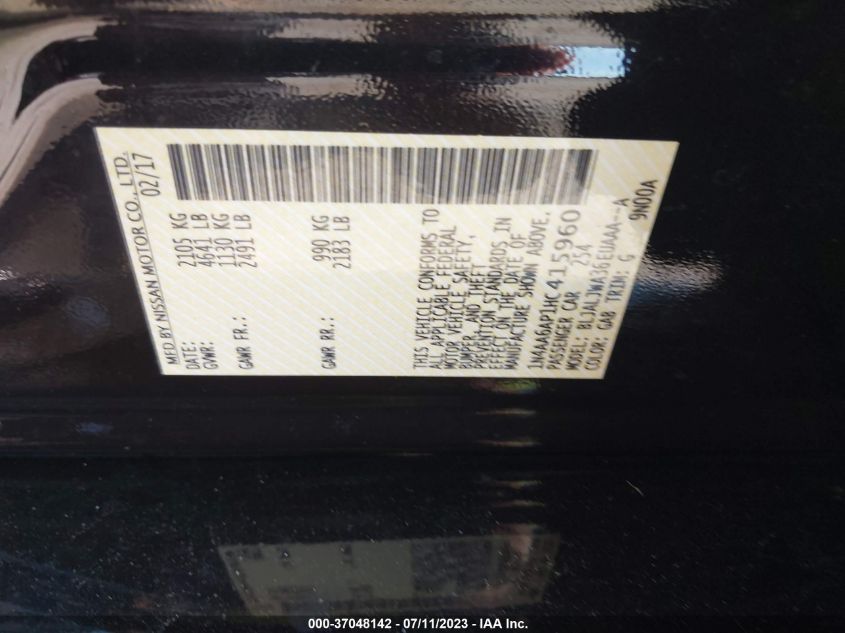 MFD BY NISSAN MOTOR CO., LTD.
DATE: 02/17
GVWR: 2105 KG
4641 LB
GAWR FR.: 1130 KG
2491 LB
GAWR RR.: 990 KG
2183 LB
THIS VEHICLE CONFORMS TO
ALL APPLICABLE FEDERAL
MOTOR VEHICLE SAFETY,
BUMPER, AND THEFT
PREVENTION STANDARDS IN
EFFECT ON THE DATE OF
MANUFACTURE SHOWN ABOVE.
1N4AA6AP1HC415960
PASSENGER CAR 254
MODEL: BLJALJWA36EUAAA--A
COLOR: GAB TRIM: G 9N00A
000-37048142 - 07/11/2023 - IAA Inc.